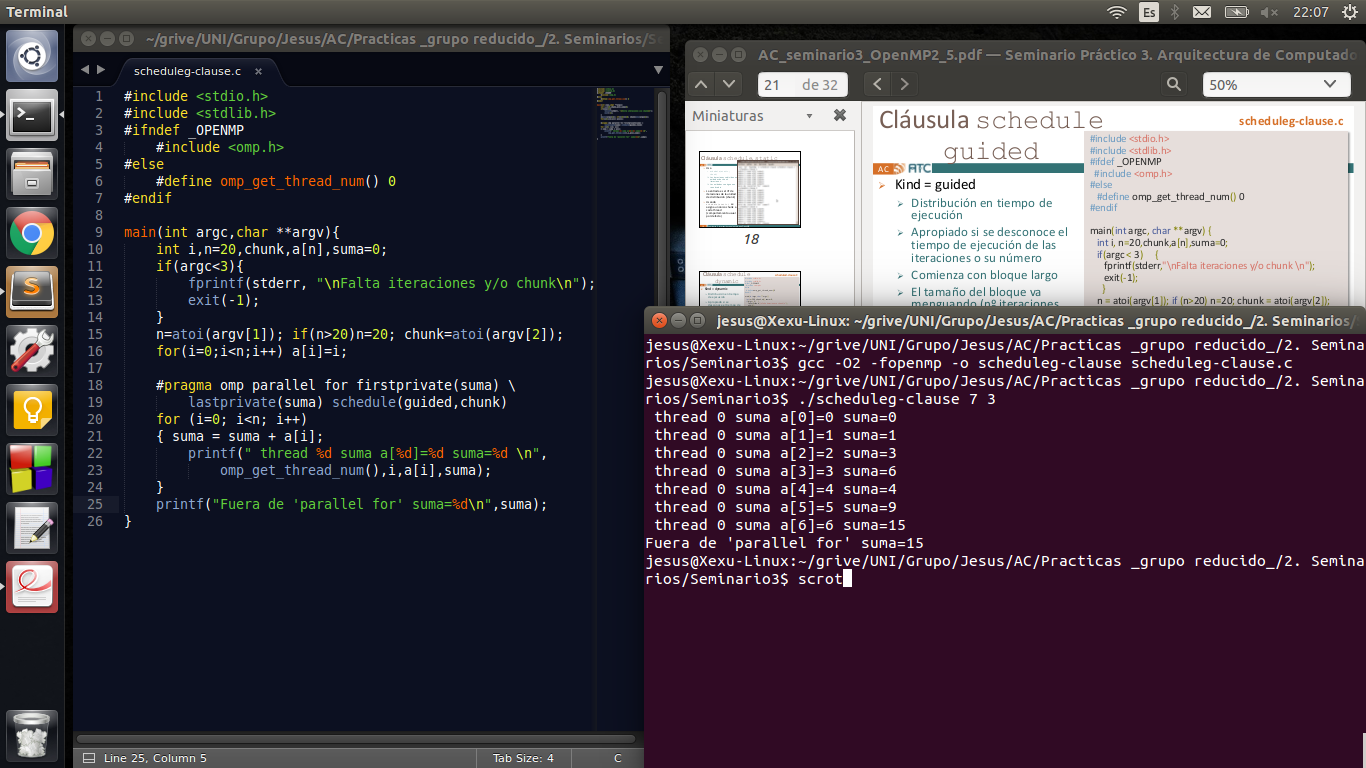 Terminal
Es
22:07
~/grive/UNI/Grupo/Jesus/AC/Practicas _grupo reducido_/2. Seminarios/S
scheduleg-clause.c ×
1 #include <stdio.h>
2 #include <stdlib.h>
3 #ifndef _OPENMP
4 #include <omp.h>
5 #else
6 #define omp_get_thread_num() 0
7 #endif
8
9 main(int argc,char **argv){
10 int i,n=20,chunk,a[n],suma=0;
11 if(argc<3){
12 fprintf(stderr, "\nFalta iteraciones y/o chunk\n");
13 exit(-1);
14 }
15 n=atoi(argv[1]); if(n>20)n=20; chunk=atoi(argv[2]);
16 for(i=0;i<n;i++) a[i]=i;
17
18 #pragma omp parallel for firstprivate(suma) \
19 lastprivate(suma) schedule(guided,chunk)
20 for (i=0; i<n; i++)
21 { suma = suma + a[i];
22 printf(" thread %d suma a[%d]=%d suma=%d \n",
23 omp_get_thread_num(),i,a[i],suma);
24 }
25 printf("Fuera de 'parallel for' suma=%d\n",suma);
26 }
Line 25, Column 5
Tab Size: 4
C
AC_seminario3_OpenMP2_5.pdf — Seminario Práctico 3. Arquitectura de Computado
21 de 32
50%
Miniaturas
18
Cláusula schedule
guided
AC ATC
Kind = guided
Distribución en tiempo de
ejecución
Apropiado si se desconoce el
tiempo de ejecución de las
iteraciones o su número
Comienza con bloque largo
El tamaño del bloque va
menguando (nº iteraciones
scheduleg-clause.c
#include <stdio.h>
#include <stdlib.h>
#ifdef _OPENMP
#include <omp.h>
#else
#define omp_get_thread_num() 0
#endif
main(int argc, char **argv) {
int i, n=20,chunk,a[n],suma=0;
if(argc < 3) {
fprintf(stderr,"\nFalta iteraciones y/o chunk \n");
exit(-1);
}
n = atoi(argv[1]); if (n>20) n=20; chunk = atoi(argv[2]);
jesus@Xexu-Linux: ~/grive/UNI/Grupo/Jesus/AC/Practicas _grupo reducido_/2. Seminarios/
jesus@Xexu-Linux:~/grive/UNI/Grupo/Jesus/AC/Practicas _grupo reducido_/2. Semina
rios/Seminario3$ gcc -O2 -fopenmp -o scheduleg-clause scheduleg-clause.c
jesus@Xexu-Linux:~/grive/UNI/Grupo/Jesus/AC/Practicas _grupo reducido_/2. Semina
rios/Seminario3$ ./scheduleg-clause 7 3
thread 0 suma a[0]=0 suma=0
thread 0 suma a[1]=1 suma=1
thread 0 suma a[2]=2 suma=3
thread 0 suma a[3]=3 suma=6
thread 0 suma a[4]=4 suma=4
thread 0 suma a[5]=5 suma=9
thread 0 suma a[6]=6 suma=15
Fuera de 'parallel for' suma=15
jesus@Xexu-Linux:~/grive/UNI/Grupo/Jesus/AC/Practicas _grupo reducido_/2. Semina
rios/Seminario3$ scrot